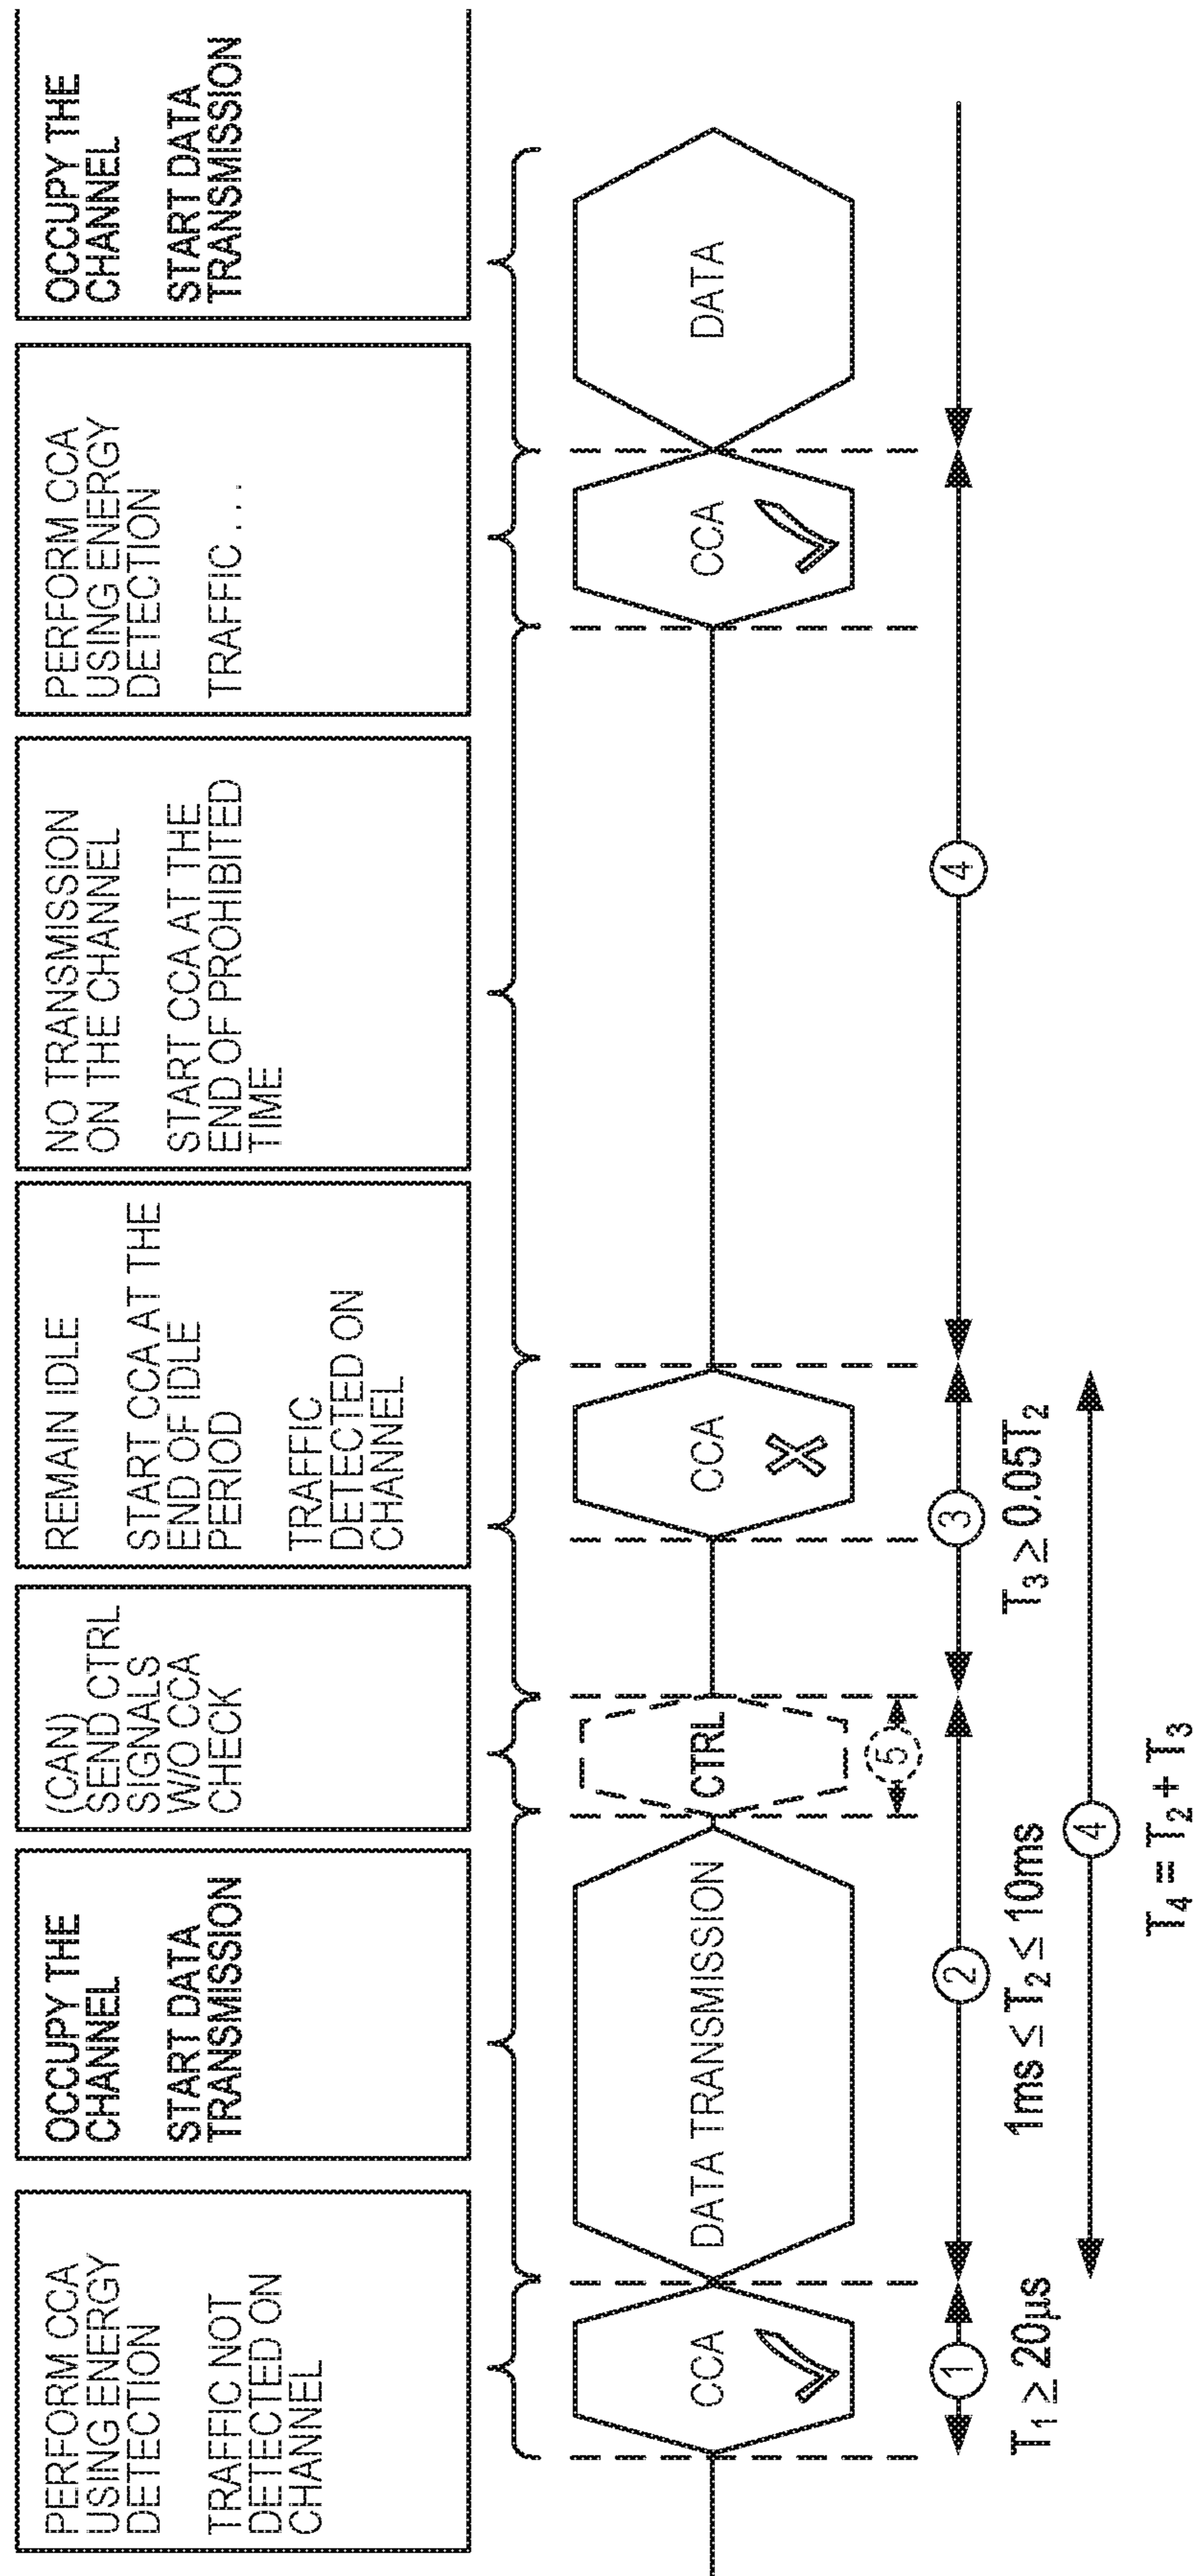 PERFORM CCA
USING ENERGY
DETECTION
TRAFFIC NOT
DETECTED ON
CHANNEL
OCCUPY THE
CHANNEL
START DATA
TRANSMISSION
(CAN)
SEND CTRL
SIGNALS
W/O CCA
CHECK
REMAIN IDLE
START CCA AT THE
END OF IDLE
PERIOD
TRAFFIC
DETECTED ON
CHANNEL
NO TRANSMISSION
ON THE CHANNEL
START CCA AT THE
END OF PROHIBITED
TIME
PERFORM CCA
USING ENERGY
DETECTION
TRAFFIC . . .
OCCUPY THE
CHANNEL
START DATA
TRANSMISSION
CCA
DATA TRANSMISSION
CTRL
CCA
CCA
DATA
5
1
2
3
4
T₁ ≥ 20µs
1ms ≤ T₂ ≤ 10ms
T₃ ≥ 0.05T₂
4
T₄ = T₂ + T₃